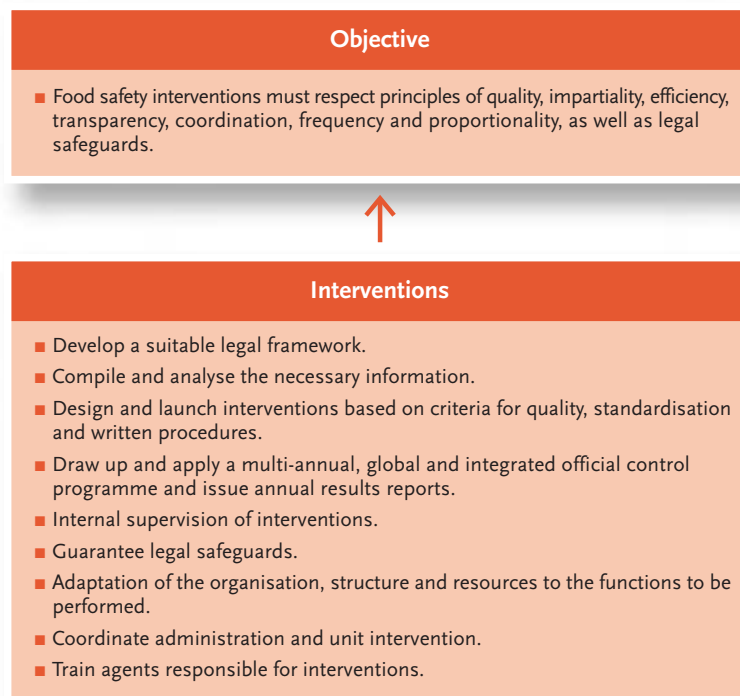 Objective
■ Food safety interventions must respect principles of quality, impartiality, efficiency,
transparency, coordination, frequency and proportionality, as well as legal
safeguards.
Interventions
■ Develop a suitable legal framework.
■ Compile and analyse the necessary information.
■ Design and launch interventions based on criteria for quality, standardisation
and written procedures.
■ Draw up and apply a multi-annual, global and integrated official control
programme and issue annual results reports.
■ Internal supervision of interventions.
■ Guarantee legal safeguards.
■ Adaptation of the organisation, structure and resources to the functions to be
performed.
■ Coordinate administration and unit intervention.
■ Train agents responsible for interventions.